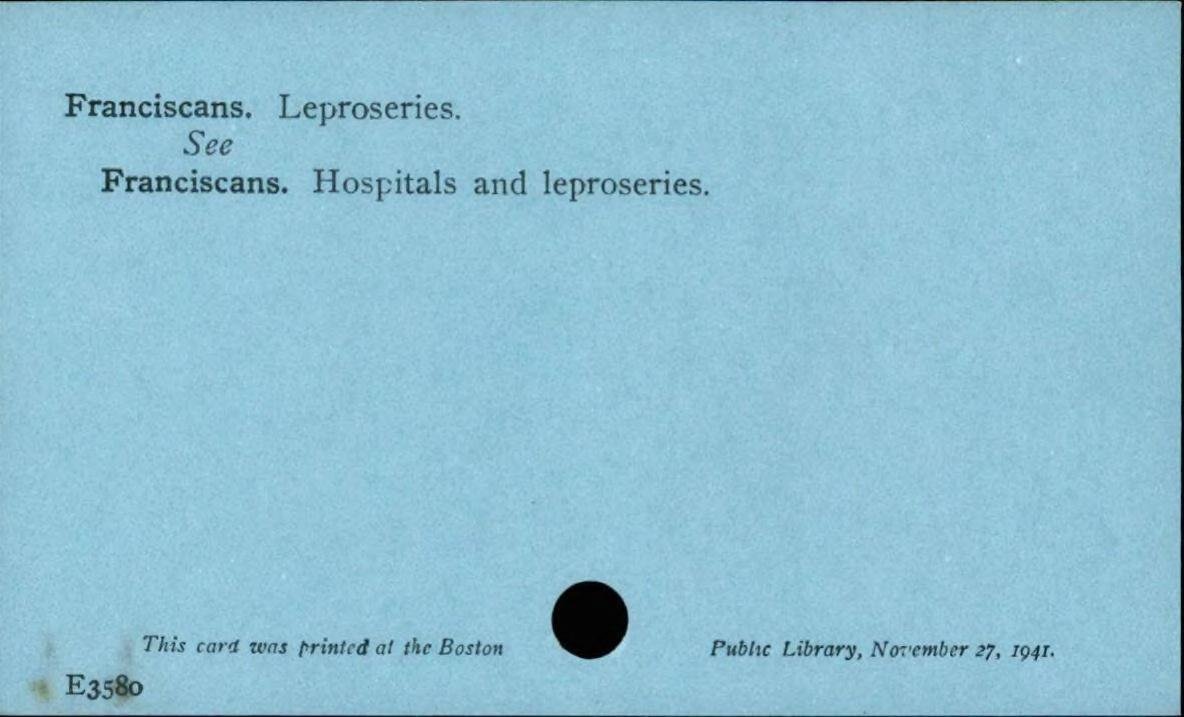 Franciscans. Leproseries.
See
Franciscans. Hospitals and leproseries.
This card was printed at the Boston Public Library, November 27, 1941.
E3580